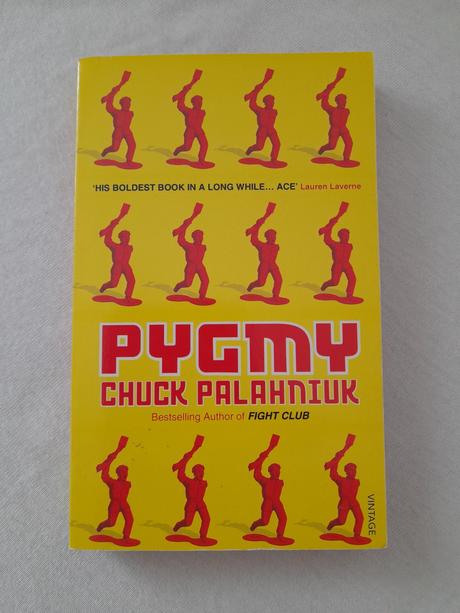 'HIS BOLDEST BOOK IN A LONG WHILE... ACE' Lauren Laverne
PYGMY
CHUCK PALAHNIUK
Bestselling Author of FIGHT CLUB
VINTAGE